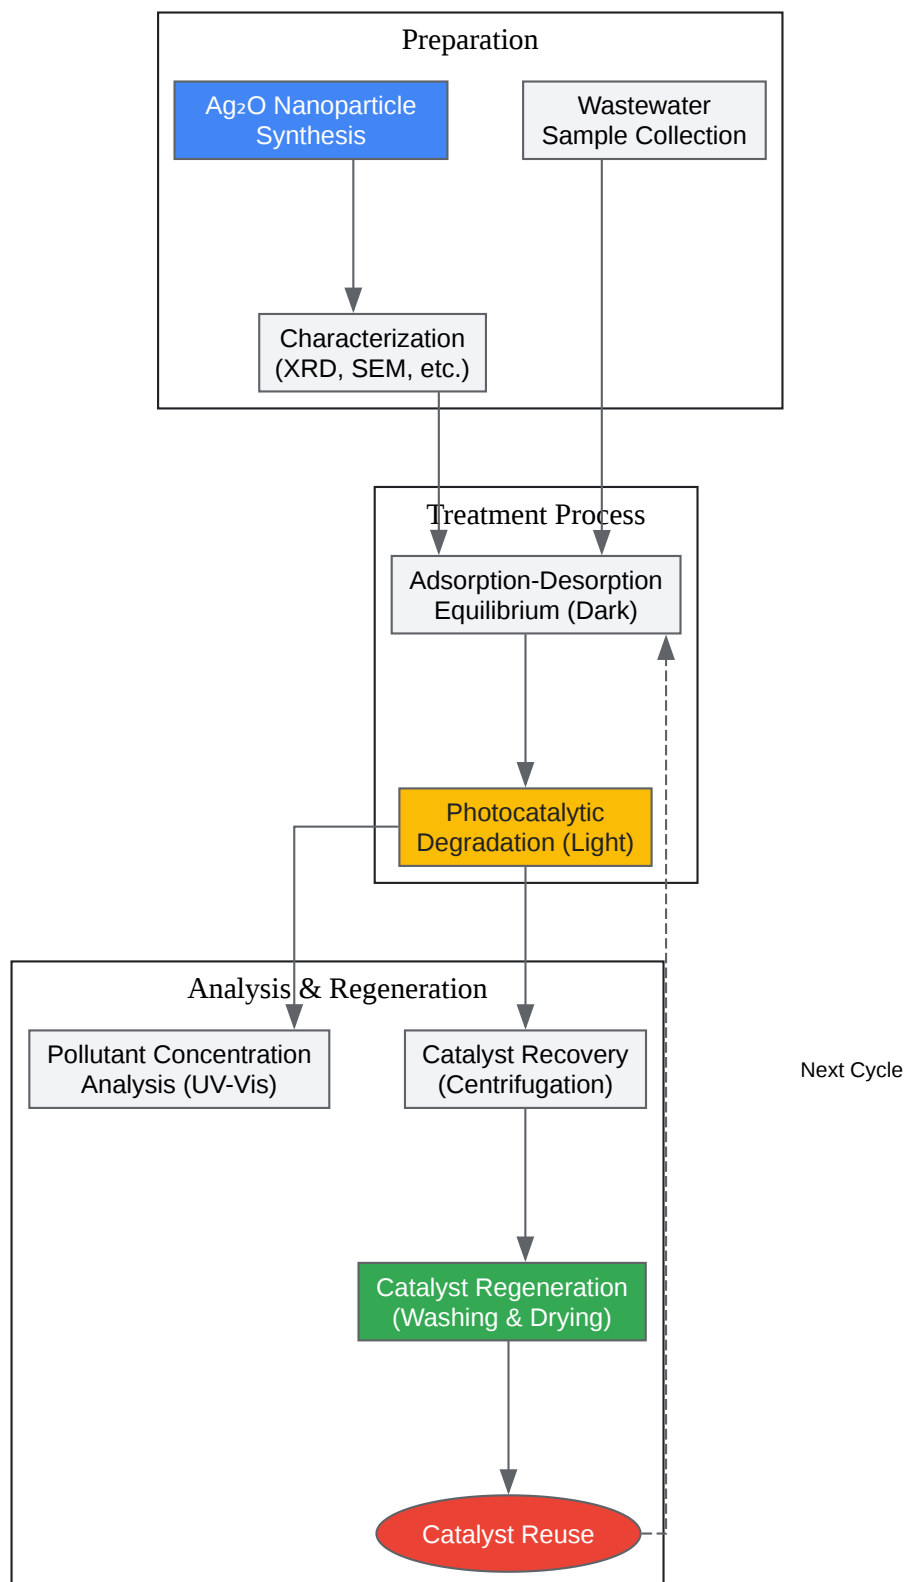 Preparation
Ag₂O Nanoparticle
Synthesis
Wastewater
Sample Collection
Characterization
(XRD, SEM, etc.)
Treatment Process
Adsorption-Desorption
Equilibrium (Dark)
Photocatalytic
Degradation (Light)
Analysis & Regeneration
Pollutant Concentration
Analysis (UV-Vis)
Catalyst Recovery
(Centrifugation)
Next Cycle
Catalyst Regeneration
(Washing & Drying)
Catalyst Reuse